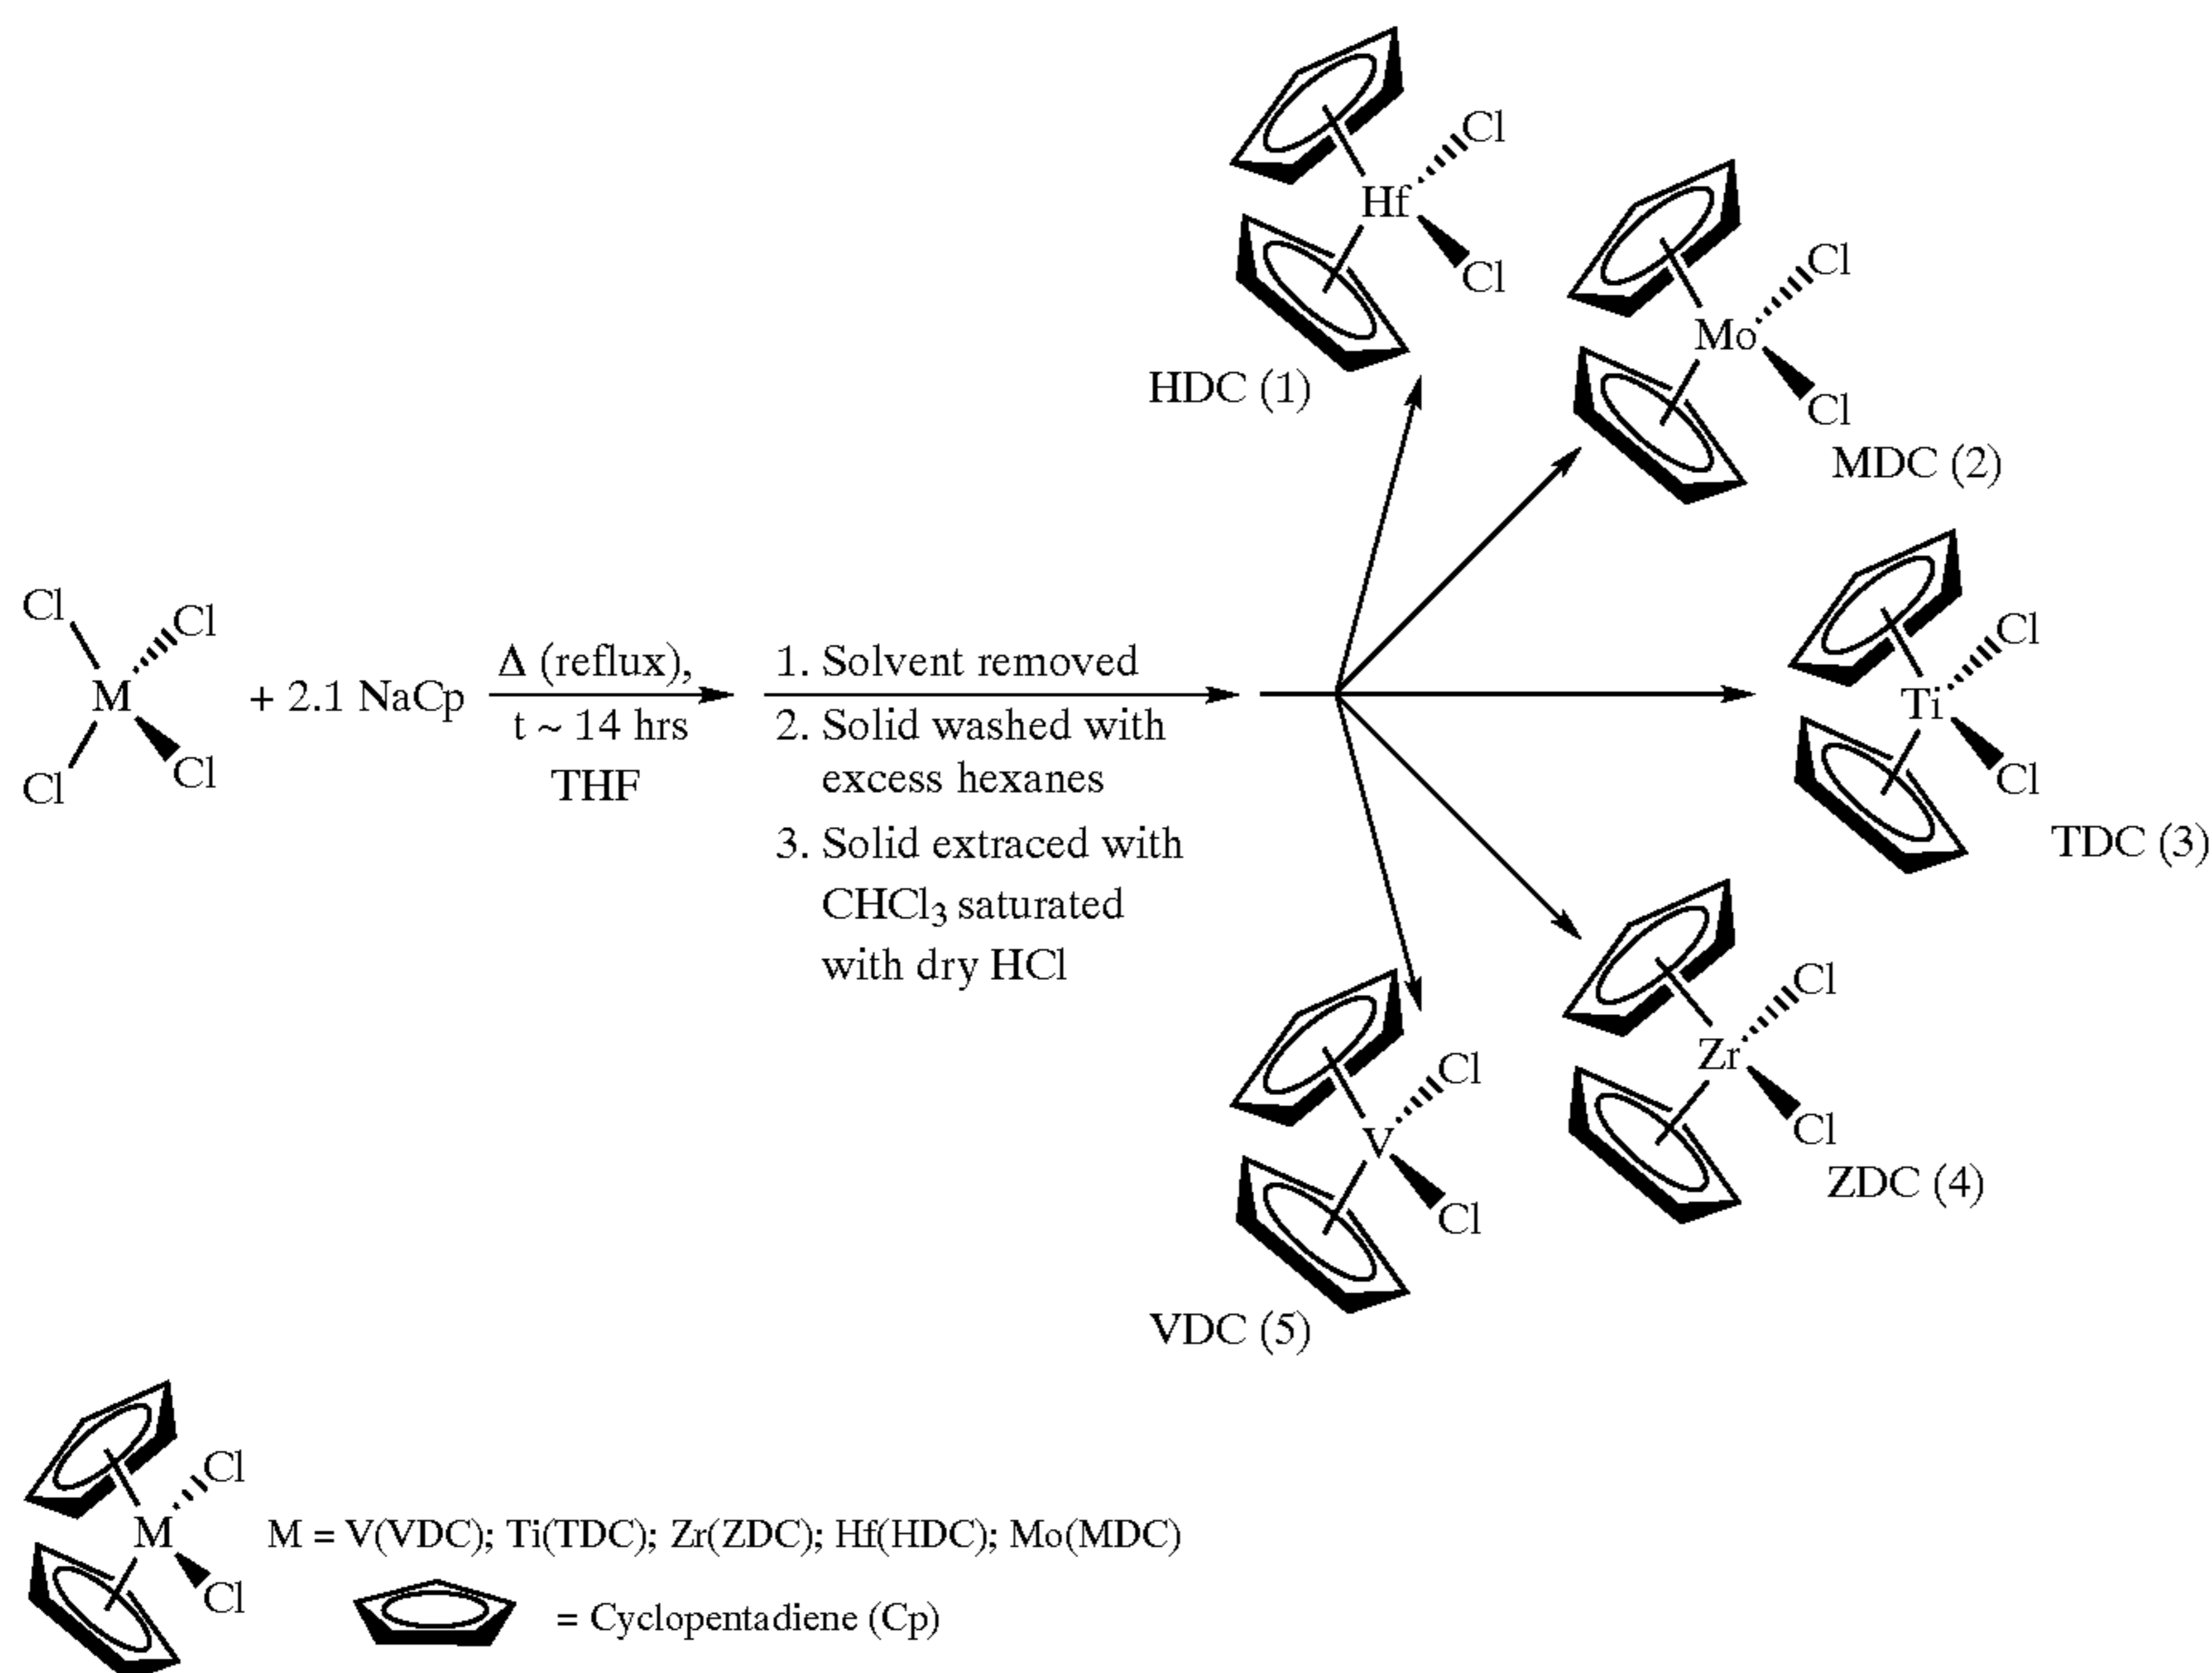 Cl
Cl
M
Cl
Cl
+ 2.1 NaCp
Δ (reflux),
t ~ 14 hrs
THF
1. Solvent removed
2. Solid washed with
excess hexanes
3. Solid extraced with
CHCl₃ saturated
with dry HCl
Cl
Hf
Cl
HDC (1)
Cl
Mo
Cl
MDC (2)
Cl
Ti
Cl
TDC (3)
Cl
Zr
Cl
ZDC (4)
Cl
V
Cl
VDC (5)
Cl
M
Cl
M = V(VDC); Ti(TDC); Zr(ZDC); Hf(HDC); Mo(MDC)
= Cyclopentadiene (Cp)